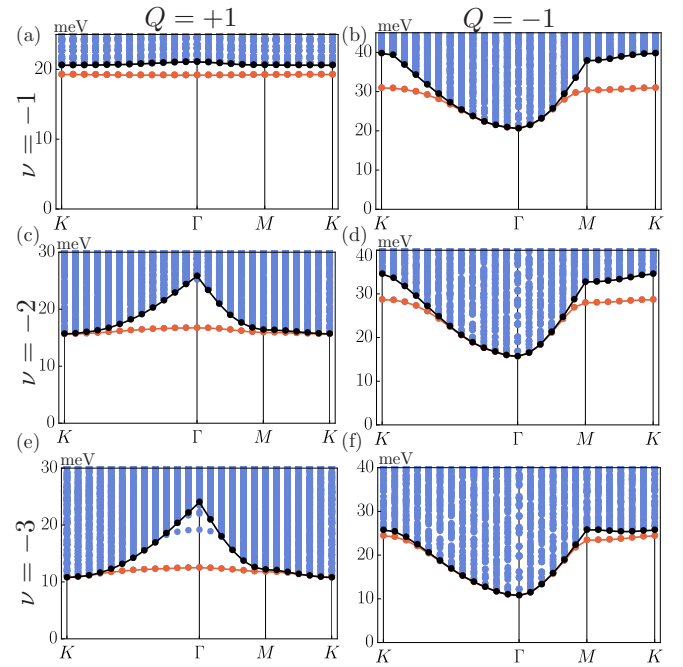 Q = +1
Q = −1
ν = −1
(a)
meV
20
10
0
K Γ M K
(b)
meV
40
30
20
10
0
K Γ M K
ν = −2
(c)
meV
30
20
10
0
K Γ M K
(d)
meV
40
30
20
10
0
K Γ M K
ν = −3
(e)
meV
30
20
10
0
K Γ M K
(f)
meV
40
30
20
10
0
K Γ M K